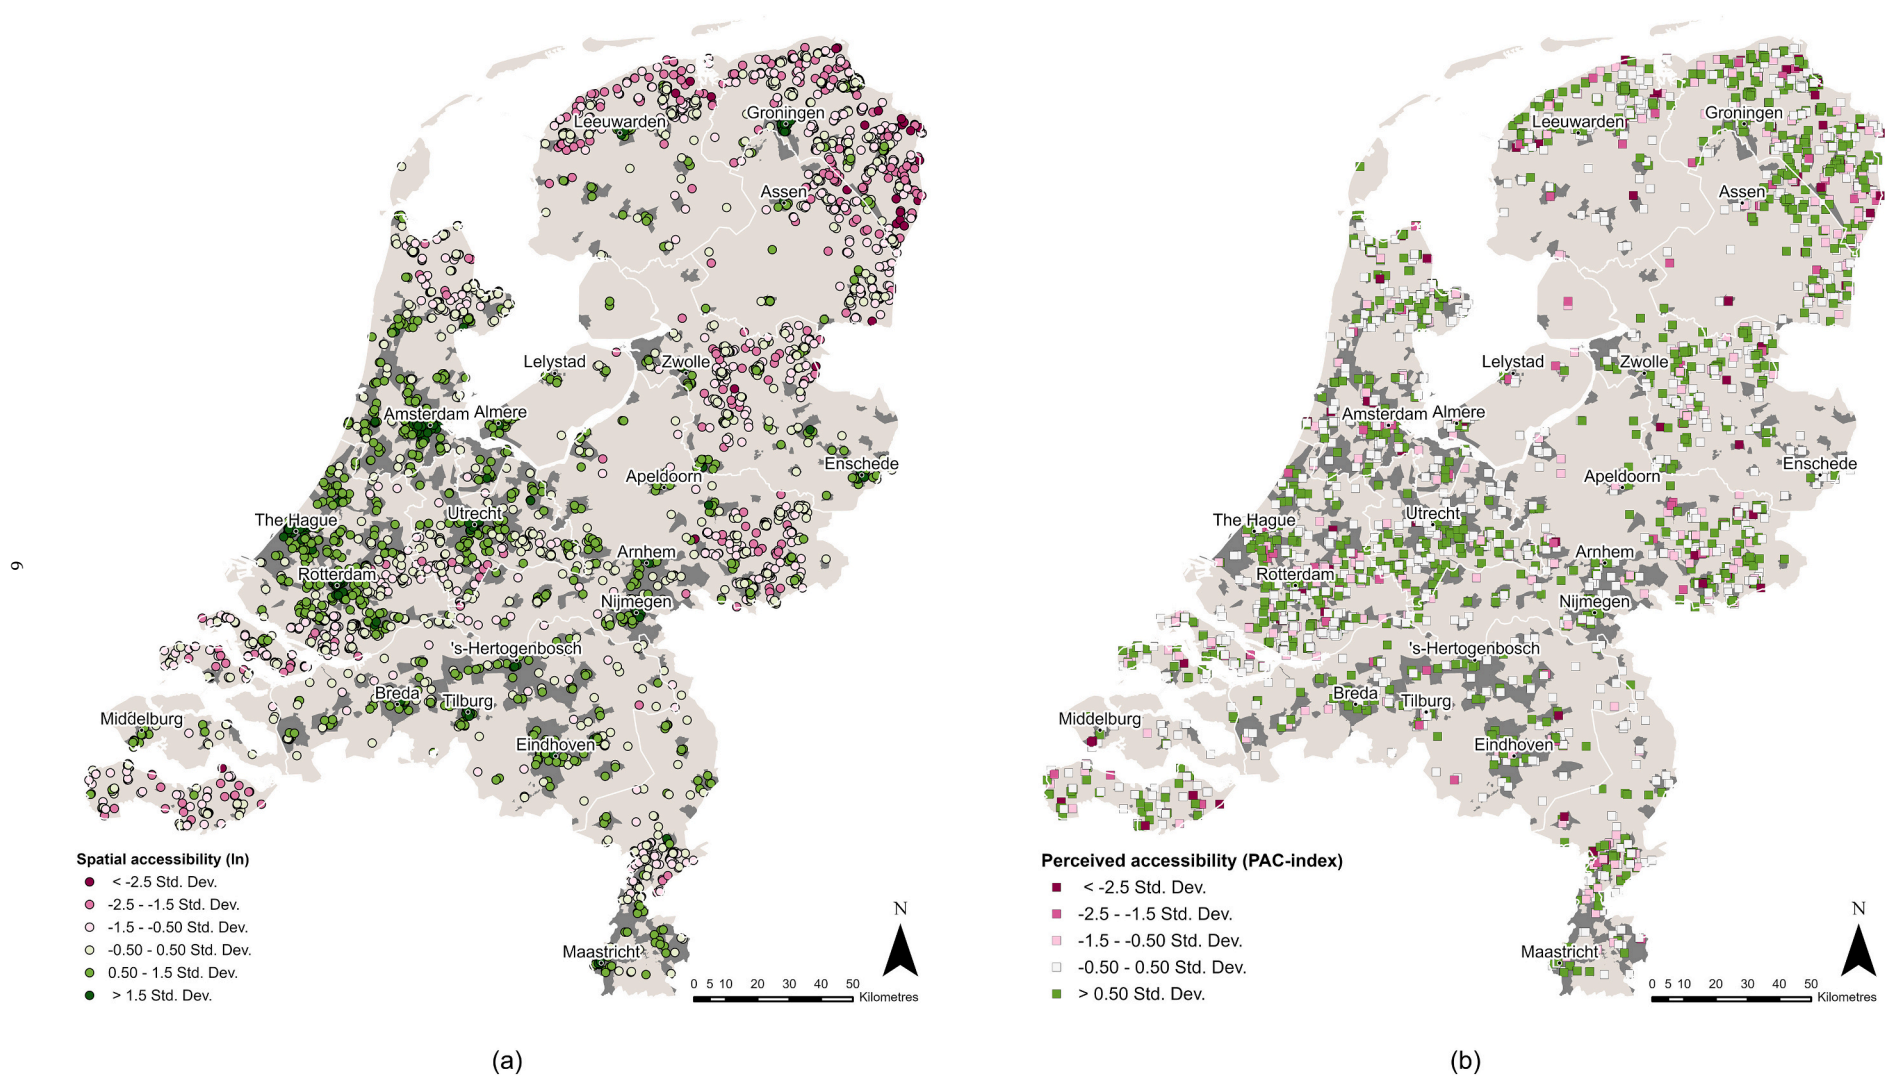 Leeuwarden
Groningen
Assen
Lelystad
Zwolle
Amsterdam
Almere
Enschede
Apeldoorn
The Hague
Utrecht
Arnhem
Rotterdam
Nijmegen
's-Hertogenbosch
Breda
Tilburg
Middelburg
Eindhoven
Maastricht
Spatial accessibility (ln)
< -2.5 Std. Dev.
-2.5 - -1.5 Std. Dev.
-1.5 - -0.50 Std. Dev.
-0.50 - 0.50 Std. Dev.
0.50 - 1.5 Std. Dev.
> 1.5 Std. Dev.
N
0 5 10 20 30 40 50
Kilometres
(a)
Leeuwarden
Groningen
Assen
Lelystad
Zwolle
Amsterdam
Almere
Enschede
Apeldoorn
The Hague
Utrecht
Arnhem
Rotterdam
Nijmegen
's-Hertogenbosch
Breda
Tilburg
Middelburg
Eindhoven
Maastricht
Perceived accessibility (PAC-index)
< -2.5 Std. Dev.
-2.5 - -1.5 Std. Dev.
-1.5 - -0.50 Std. Dev.
-0.50 - 0.50 Std. Dev.
> 0.50 Std. Dev.
N
0 5 10 20 30 40 50
Kilometres
(b)
9